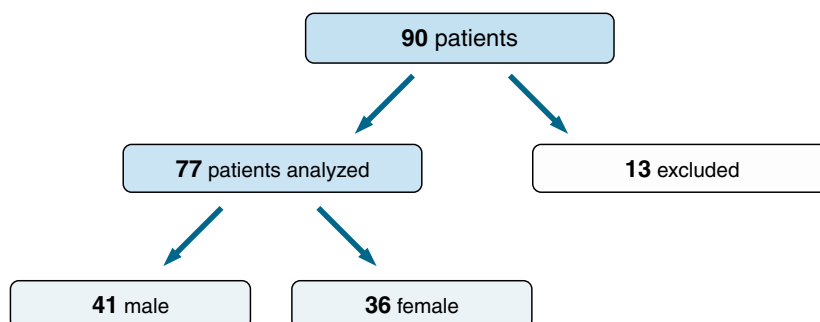 90 patients
77 patients analyzed
13 excluded
41 male
36 female